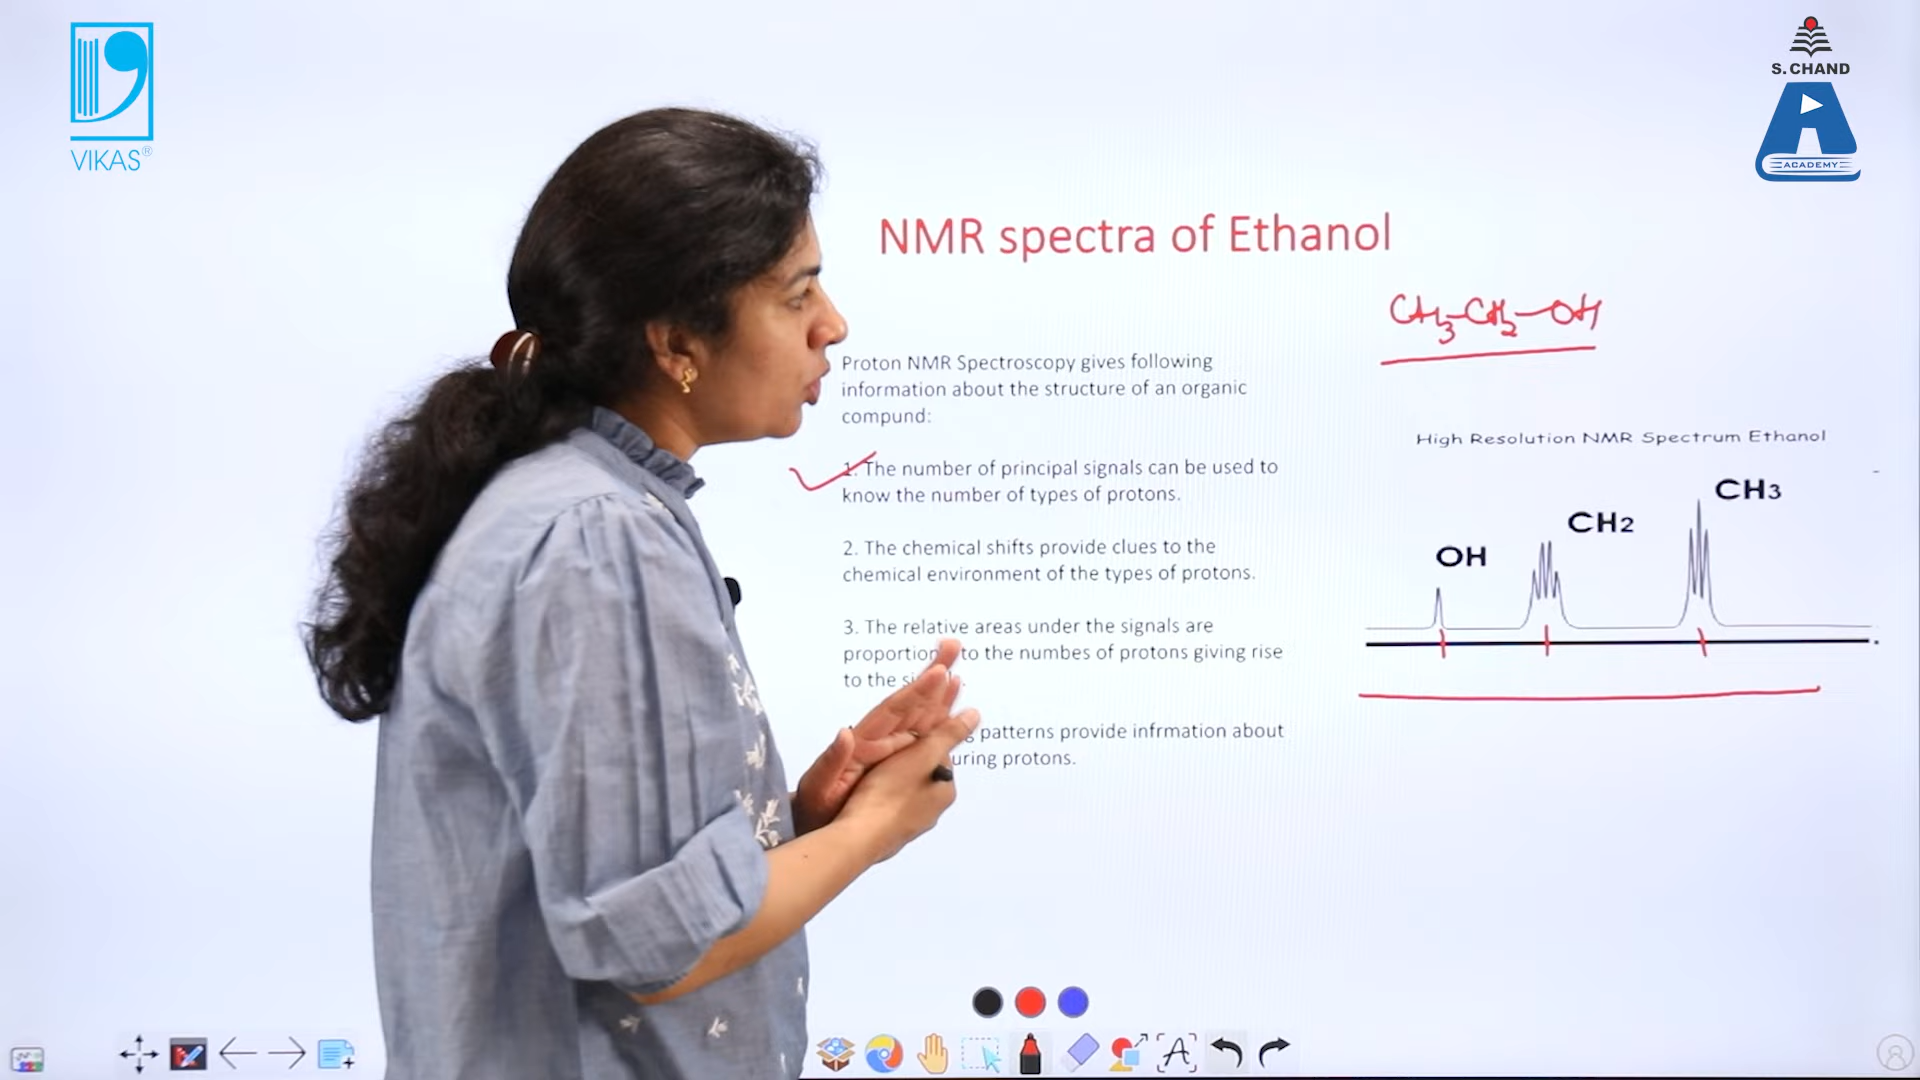 VIKAS®
S. CHAND
ACADEMY
NMR spectra of Ethanol
CH3-CH2-OH
Proton NMR Spectroscopy gives following
information about the structure of an organic
compund:
1. The number of principal signals can be used to
know the number of types of protons.
2. The chemical shifts provide clues to the
chemical environment of the types of protons.
3. The relative areas under the signals are
proportion to the numbes of protons giving rise
to the
patterns provide infrmation about
uring protons.
High Resolution NMR Spectrum Ethanol
OH
CH2
CH3
A